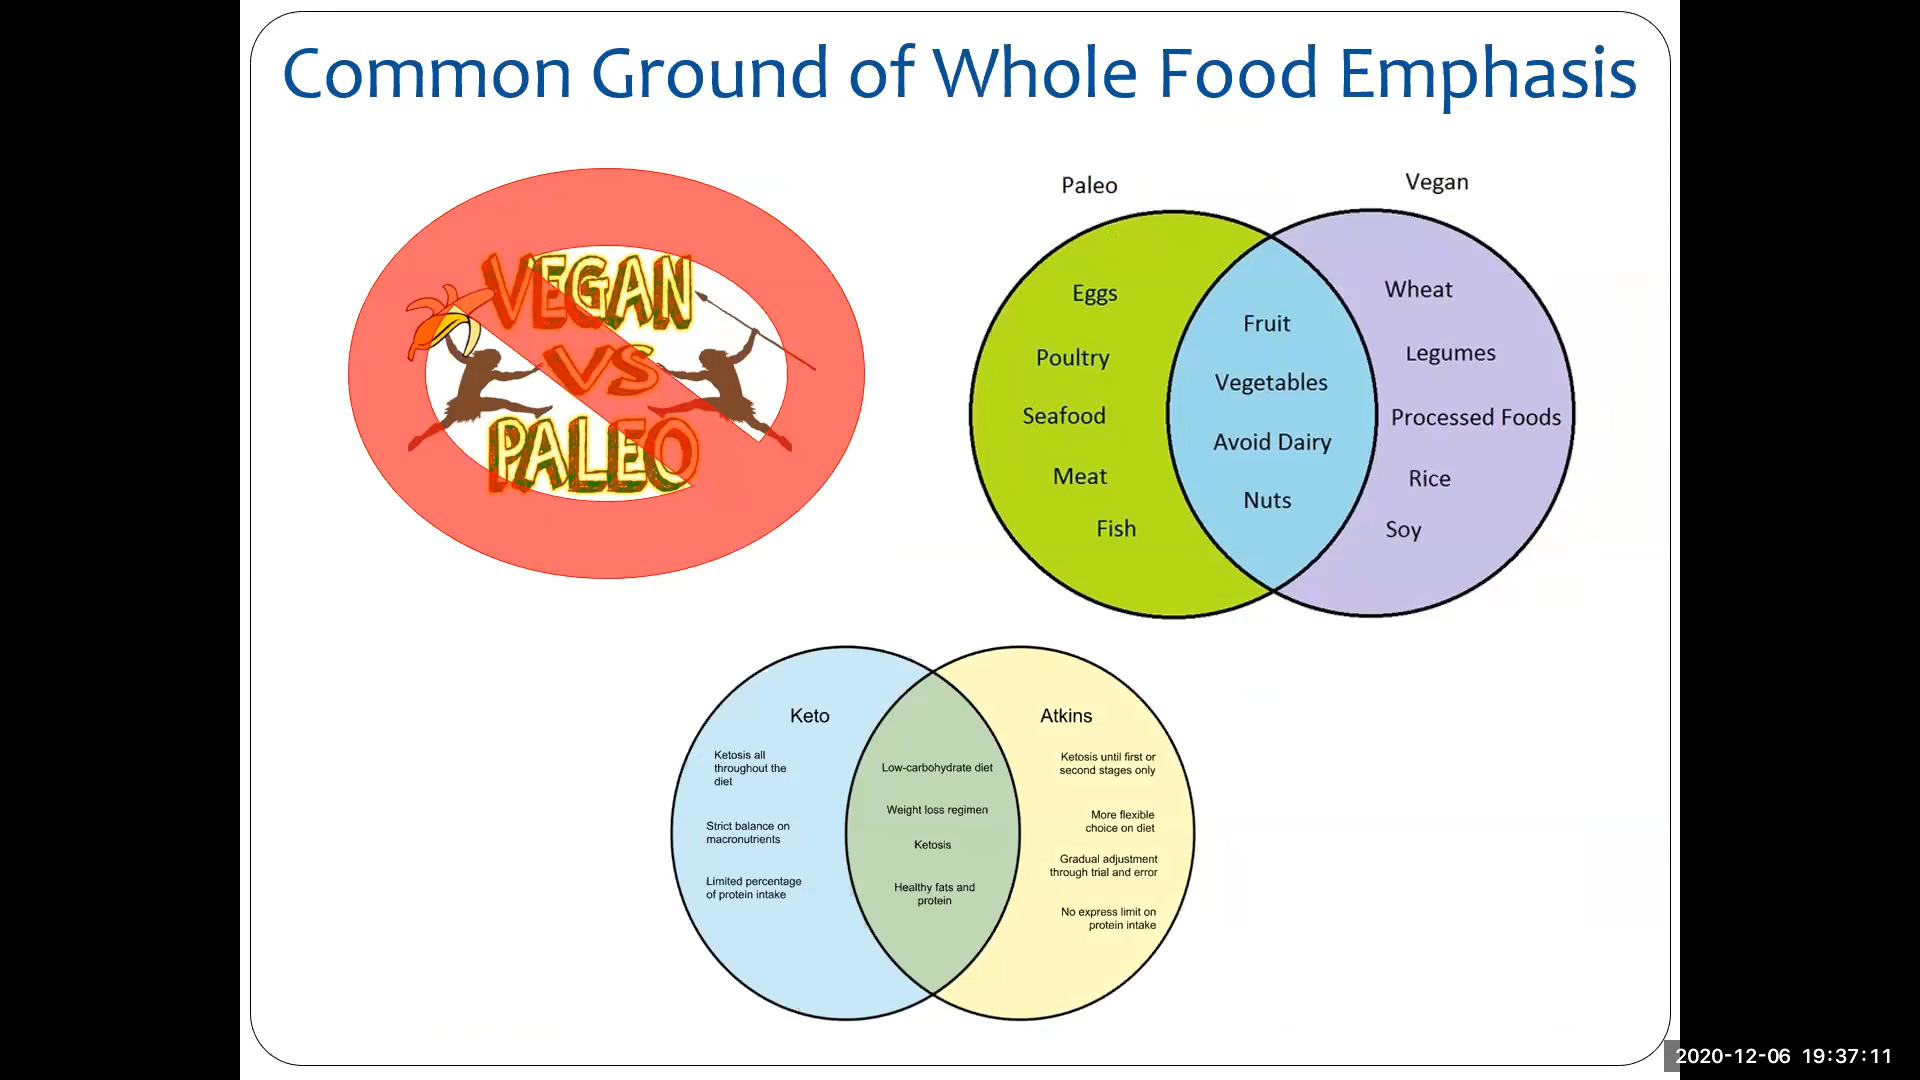 Common Ground of Whole Food Emphasis
VEGAN
VS
PALEO
Paleo
Vegan
Eggs
Poultry
Seafood
Meat
Fish
Fruit
Vegetables
Avoid Dairy
Nuts
Wheat
Legumes
Processed Foods
Rice
Soy
Keto
Ketosis all
throughout the
diet
Strict balance on
macronutrients
Limited percentage
of protein intake
Low-carbohydrate diet
Weight loss regimen
Ketosis
Healthy fats and
protein
Atkins
Ketosis until first or
second stages only
More flexible
choice on diet
Gradual adjustment
through trial and error
No express limit on
protein intake
2020-12-06 19:37:11